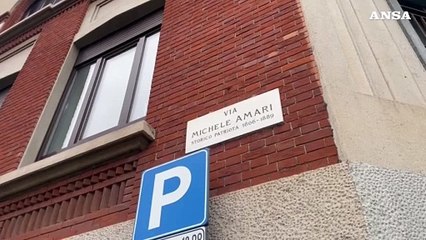 ANSA
VIA
MICHELE AMARI
STORICO PATRIOTA 1806-1889
P